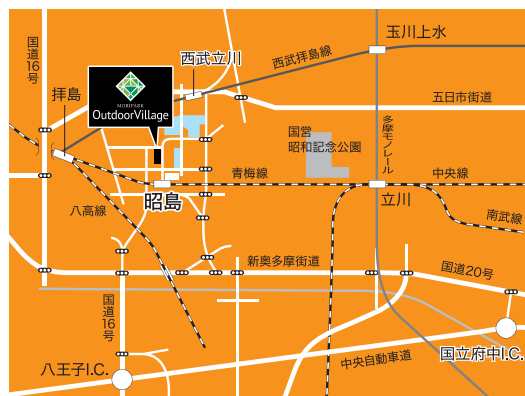 玉川上水
国道16号
西武立川
西武拝島線
拝島
MORIPARK
OutdoorVillage
五日市街道
国営
昭和記念公園
多摩モノレール
青梅線
中央線
昭島
立川
八高線
南武線
新奥多摩街道
国道20号
国道16号
国立府中I.C.
中央自動車道
八王子I.C.